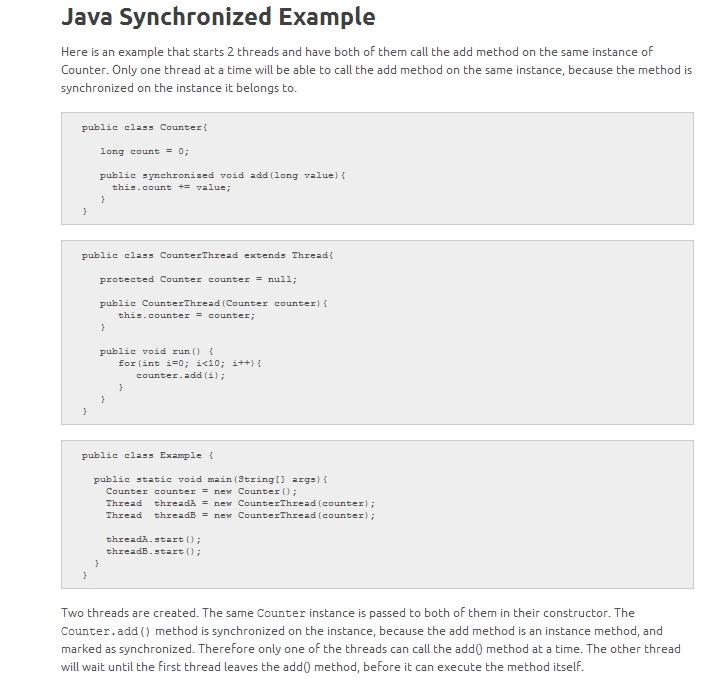 Java Synchronized Example
Here is an example that starts 2 threads and have both of them call the add method on the same instance of
Counter. Only one thread at a time will be able to call the add method on the same instance, because the method is
synchronized on the instance it belongs to.
public class Counter{
long count = 0;
public synchronized void add(long value){
this.count += value;
}
}
public class CounterThread extends Thread{
protected Counter counter = null;
public CounterThread(Counter counter){
this.counter = counter;
}
public void run() {
for(int i=0; i<10; i++){
counter.add(i);
}
}
}
public class Example {
public static void main(String[] args){
Counter counter = new Counter();
Thread  threadA = new CounterThread(counter);
Thread  threadB = new CounterThread(counter);
threadA.start();
threadB.start();
}
}
Two threads are created. The same Counter instance is passed to both of them in their constructor. The
Counter.add() method is synchronized on the instance, because the add method is an instance method, and
marked as synchronized. Therefore only one of the threads can call the add() method at a time. The other thread
will wait until the first thread leaves the add() method, before it can execute the method itself.